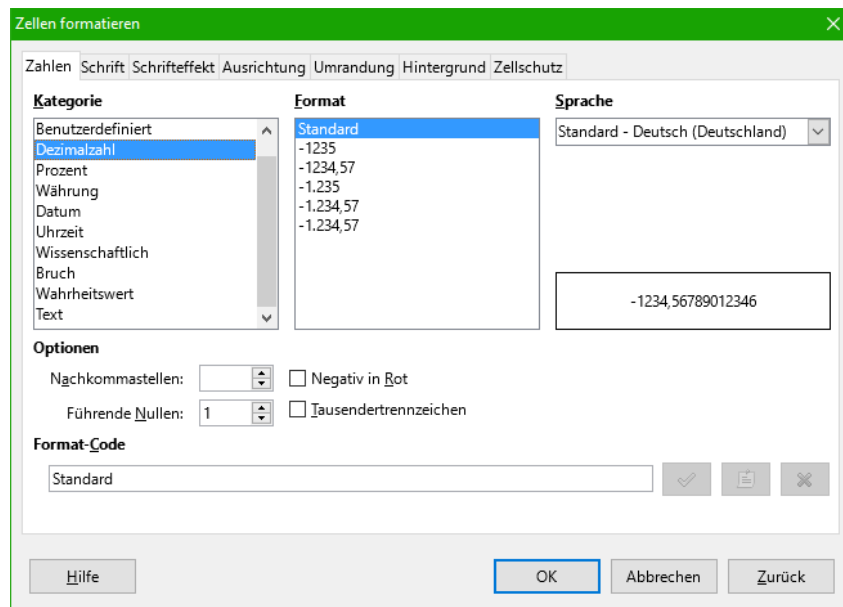 Zellen formatieren
Zahlen Schrift Schrifteffekt Ausrichtung Umrandung Hintergrund Zellschutz
Kategorie
Benutzerdefiniert
Dezimalzahl
Prozent
Währung
Datum
Uhrzeit
Wissenschaftlich
Bruch
Wahrheitswert
Text
Format
Standard
-1235
-1234,57
-1.235
-1.234,57
-1.234,57
Sprache
Standard - Deutsch (Deutschland)
-1234,56789012346
Optionen
Nachkommastellen:
Negativ in Rot
Führende Nullen: 1
Tausendertrennzeichen
Format-Code
Standard
Hilfe OK Abbrechen Zurück